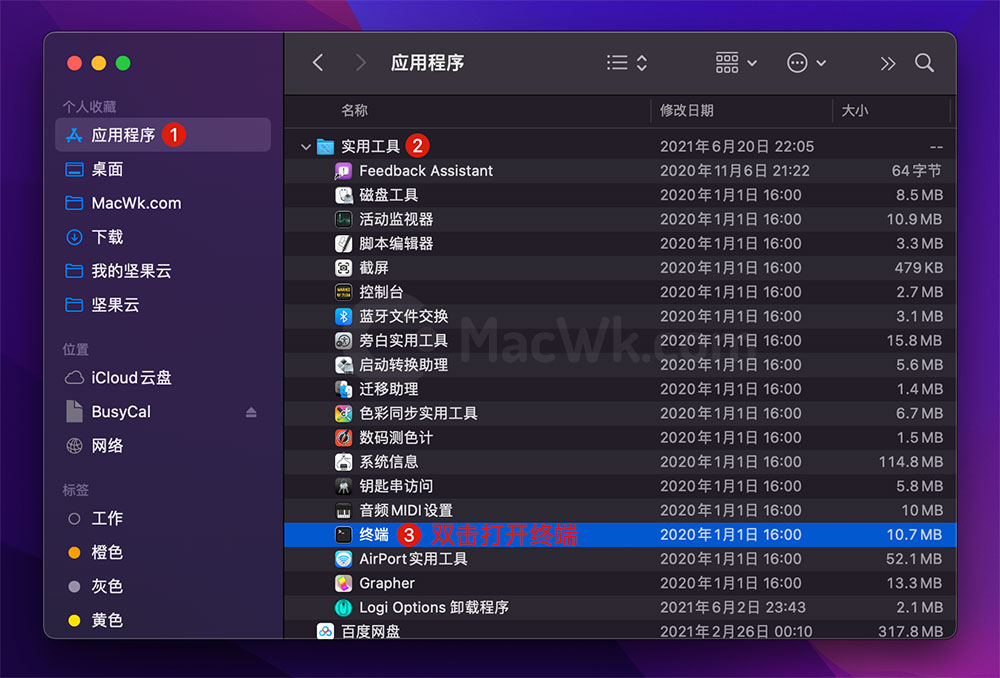 应用程序
个人收藏
应用程序 1
桌面
MacWk.com
下载
我的坚果云
坚果云
位置
iCloud云盘
BusyCal
网络
标签
工作
橙色
灰色
黄色
名称 修改日期 大小
实用工具 2 2021年6月20日 22:05 --
Feedback Assistant 2020年11月6日 21:22 64字节
磁盘工具 2020年1月1日 16:00 8.5 MB
活动监视器 2020年1月1日 16:00 10.9 MB
脚本编辑器 2020年1月1日 16:00 3.3 MB
截屏 2020年1月1日 16:00 479 KB
控制台 2020年1月1日 16:00 2.7 MB
蓝牙文件交换 2020年1月1日 16:00 3.1 MB
旁白实用工具 2020年1月1日 16:00 15.8 MB
启动转换助理 2020年1月1日 16:00 5.6 MB
迁移助理 2020年1月1日 16:00 1.4 MB
色彩同步实用工具 2020年1月1日 16:00 6.7 MB
数码测色计 2020年1月1日 16:00 1.5 MB
系统信息 2020年1月1日 16:00 114.8 MB
钥匙串访问 2020年1月1日 16:00 5.8 MB
音频MIDI设置 2020年1月1日 16:00 10 MB
终端 3 双击打开终端 2020年1月1日 16:00 10.7 MB
AirPort实用工具 2020年1月1日 16:00 52.1 MB
Grapher 2020年1月1日 16:00 13.3 MB
Logi Options 卸载程序 2021年6月2日 23:43 2.1 MB
百度网盘 2021年2月26日 00:10 317.8 MB
MacWk.com